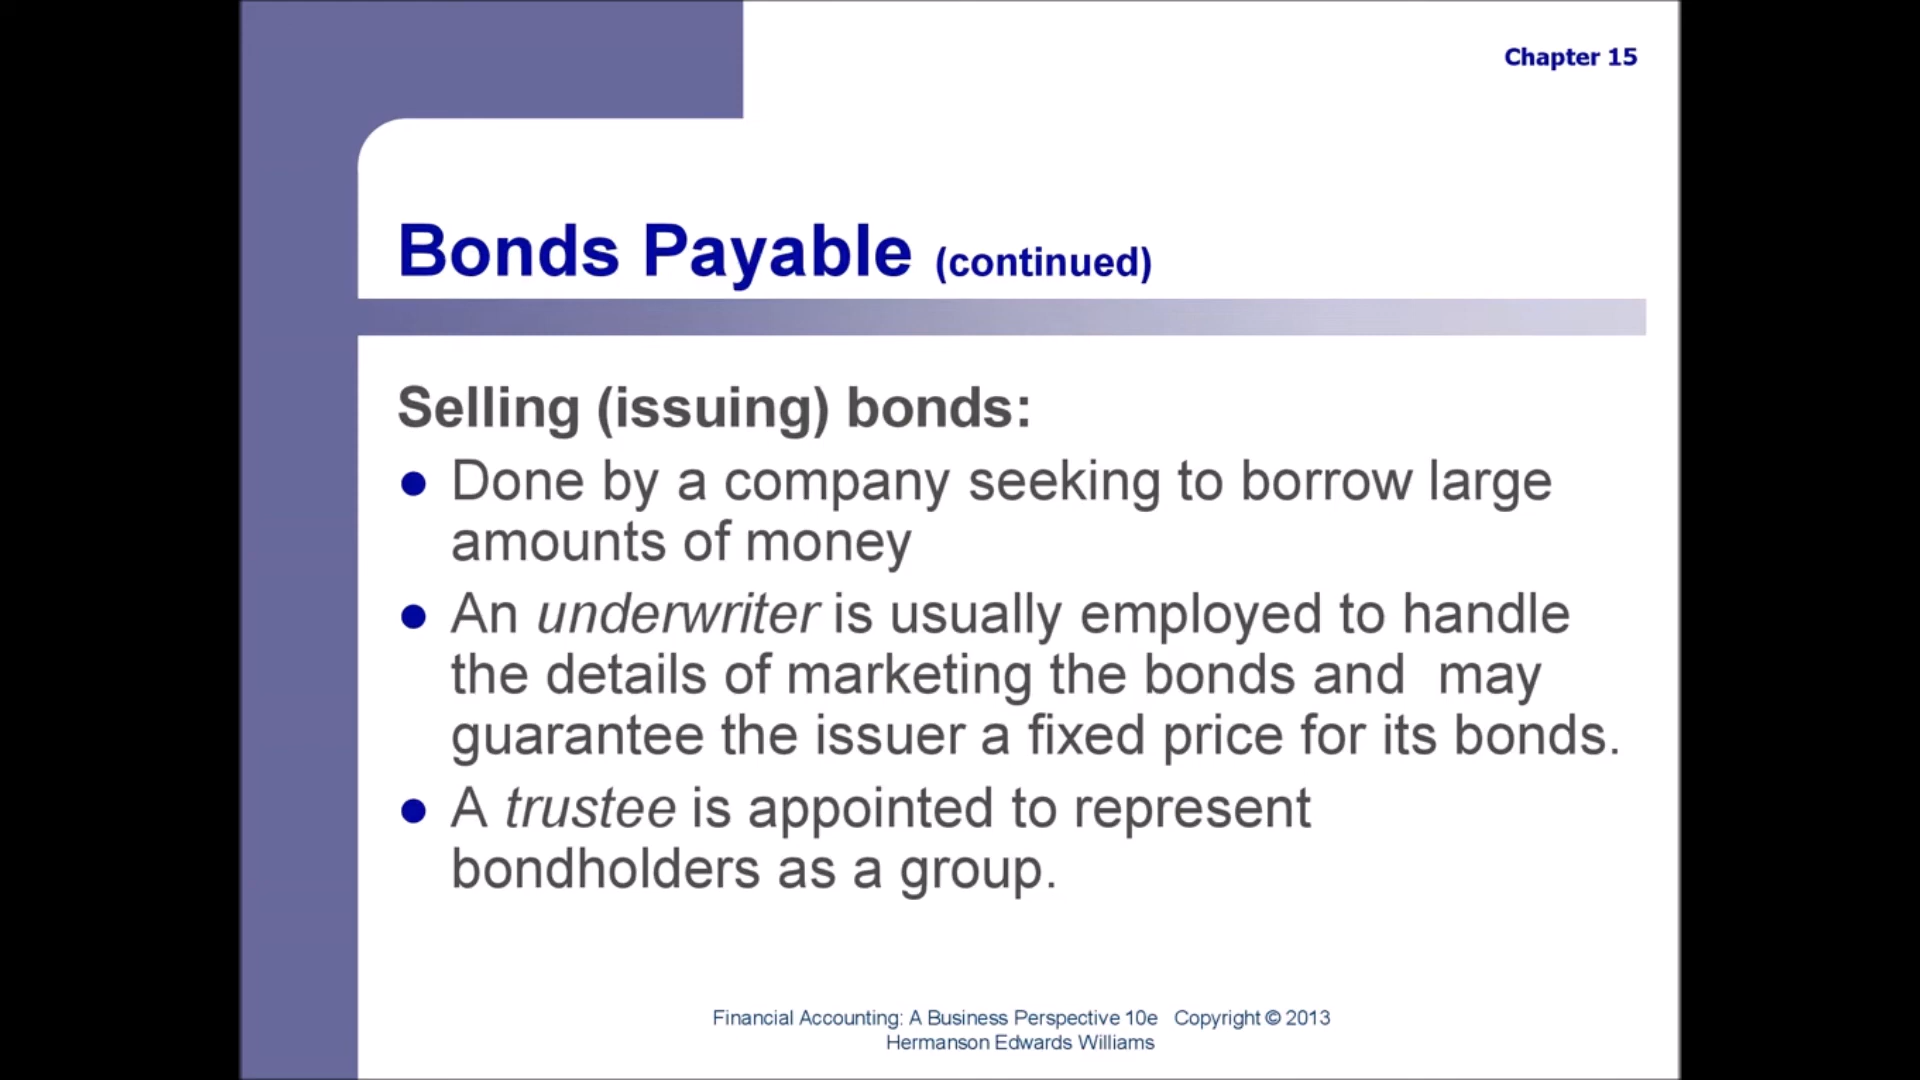 Chapter 15
Bonds Payable (continued)
Selling (issuing) bonds:
● Done by a company seeking to borrow large
amounts of money
● An underwriter is usually employed to handle
the details of marketing the bonds and  may
guarantee the issuer a fixed price for its bonds.
● A trustee is appointed to represent
bondholders as a group.
Financial Accounting: A Business Perspective 10e   Copyright © 2013
Hermanson Edwards Williams